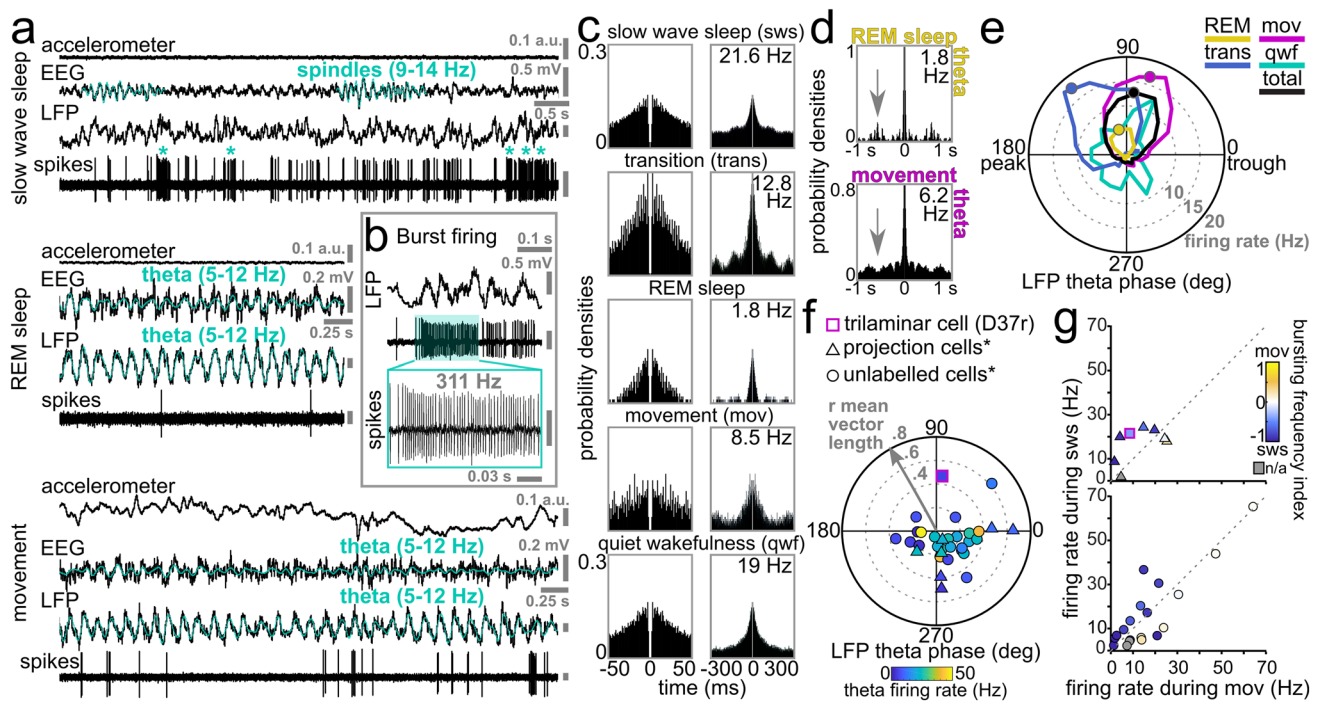 a
slow wave sleep
accelerometer
0.1 a.u.
EEG
spindles (9-14 Hz)
0.5 mV
0.5 s
LFP
* * * * *
spikes
REM sleep
accelerometer
0.1 a.u.
EEG
theta (5-12 Hz)
0.2 mV
0.25 s
LFP
theta (5-12 Hz)
spikes
movement
accelerometer
0.1 a.u.
EEG
theta (5-12 Hz)
0.2 mV
0.25 s
LFP
theta (5-12 Hz)
spikes
b
Burst firing
0.1 s
0.5 mV
LFP
311 Hz
spikes
0.03 s
c
probability densities
slow wave sleep (sws)
0.3
21.6 Hz
0
transition (trans)
12.8
Hz
REM sleep
1.8 Hz
movement (mov)
8.5 Hz
quiet wakefulness (qwf)
0.3
19 Hz
0
-50 0 50 -300 0 300
time (ms)
d
probability densities
REM sleep
theta
1
1.8
Hz
0
-1 s 0 1 s
movement
theta
0.8
6.2
Hz
0
-1 s 0 1 s
e
REM mov
trans qwf
total
90
180
peak
0
trough
10
15
20
firing rate (Hz)
270
LFP theta phase (deg)
f
trilaminar cell (D37r)
projection cells*
unlabelled cells*
r mean
vector
length
.8
.6
.4
90
180
0
270
LFP theta phase (deg)
0 50
theta firing rate (Hz)
g
firing rate during sws (Hz)
70
50
30
10
0
70
50
30
10
0
0 10 30 50 70
firing rate during mov (Hz)
mov
1
0
-1
sws
n/a
bursting frequency index